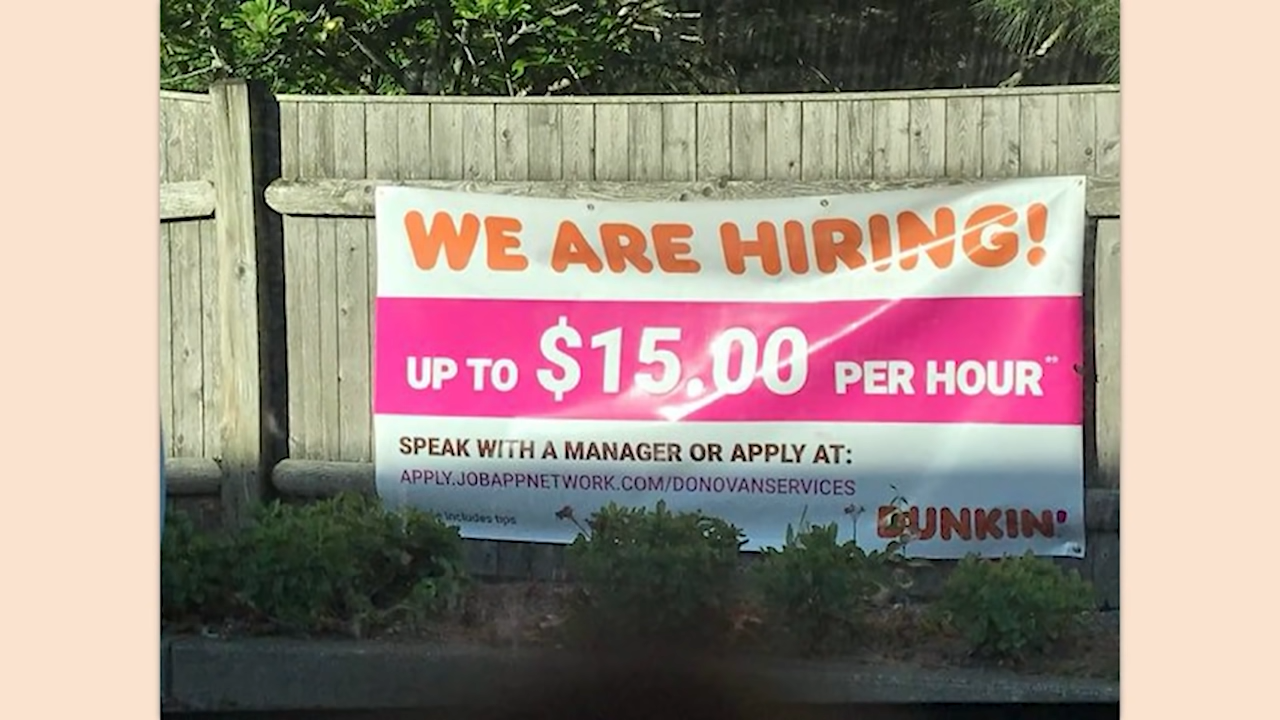 WE ARE HIRING!
UP TO $15.00 PER HOUR**
SPEAK WITH A MANAGER OR APPLY AT:
APPLY.JOBAPPNETWORK.COM/DONOVANSERVICES
includes tips
DUNKIN'